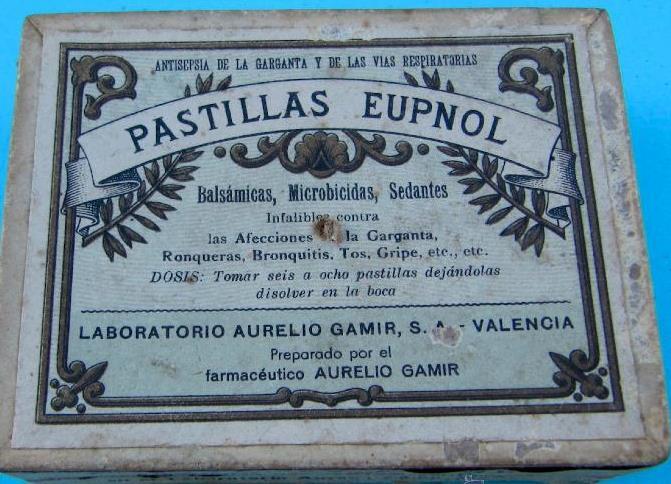 ANTISEPSIA DE LA GARGANTA Y DE LAS VIAS RESPIRATORIAS
PASTILLAS EUPNOL
Balsámicas, Microbicidas, Sedantes
Infalibles contra
las Afecciones la Garganta,
Ronqueras, Bronquitis, Tos, Gripe, etc., etc.
DOSIS: Tomar seis a ocho pastillas dejándolas
disolver en la boca
LABORATORIO AURELIO GAMIR, S. A. - VALENCIA
Preparado por el
farmacéutico AURELIO GAMIR